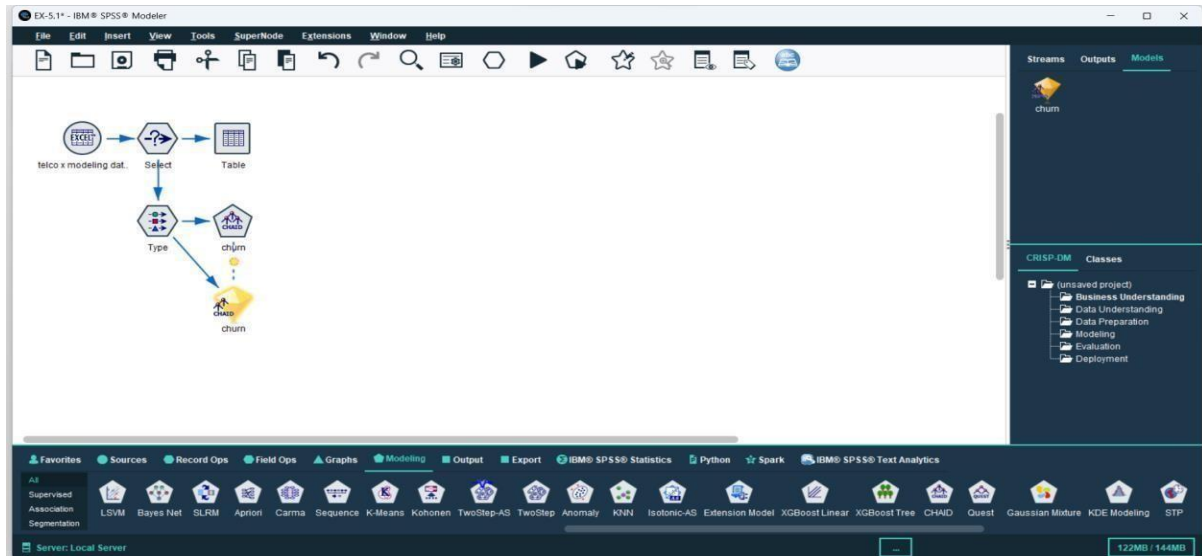 EX-5.1* - IBM® SPSS® Modeler
File Edit Insert View Tools SuperNode Extensions Window Help
Streams Outputs Models
churn
EXCEL
telco x modeling dat..
Select
Table
Type
CHAID
churn
CHAID
churn
CRISP-DM Classes
(unsaved project)
Business Understanding
Data Understanding
Data Preparation
Modeling
Evaluation
Deployment
Favorites Sources Record Ops Field Ops Graphs Modeling Output Export IBM® SPSS® Statistics Python Spark IBM® SPSS® Text Analytics
All
Supervised
Association
Segmentation
LSVM Bayes Net SLRM Apriori Carma Sequence K-Means Kohonen TwoStep-AS TwoStep Anomaly KNN Isotonic-AS Extension Model XGBoost Linear XGBoost Tree CHAID Quest Gaussian Mixture KDE Modeling STP
Server: Local Server
...
122MB / 144MB